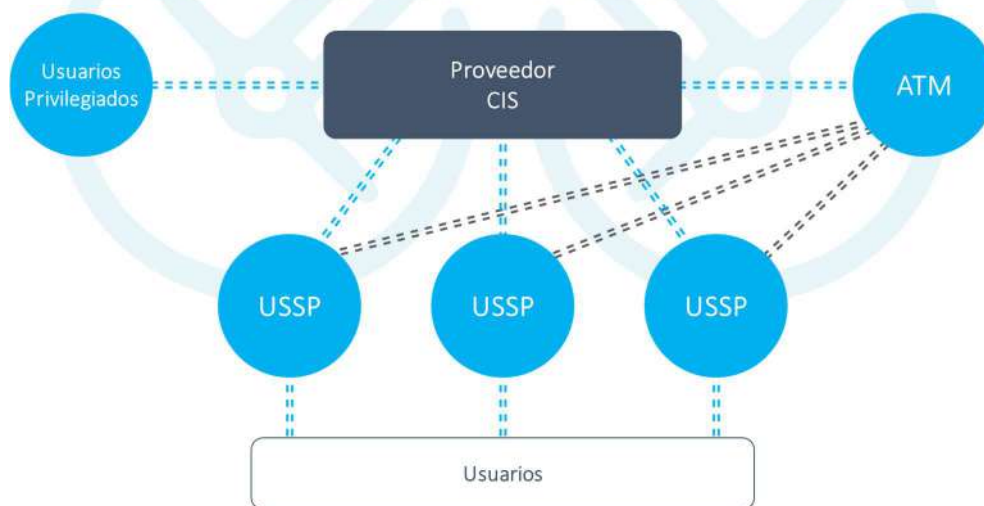 Usuarios
Privilegiados
Proveedor
CIS
ATM
USSP
USSP
USSP
Usuarios